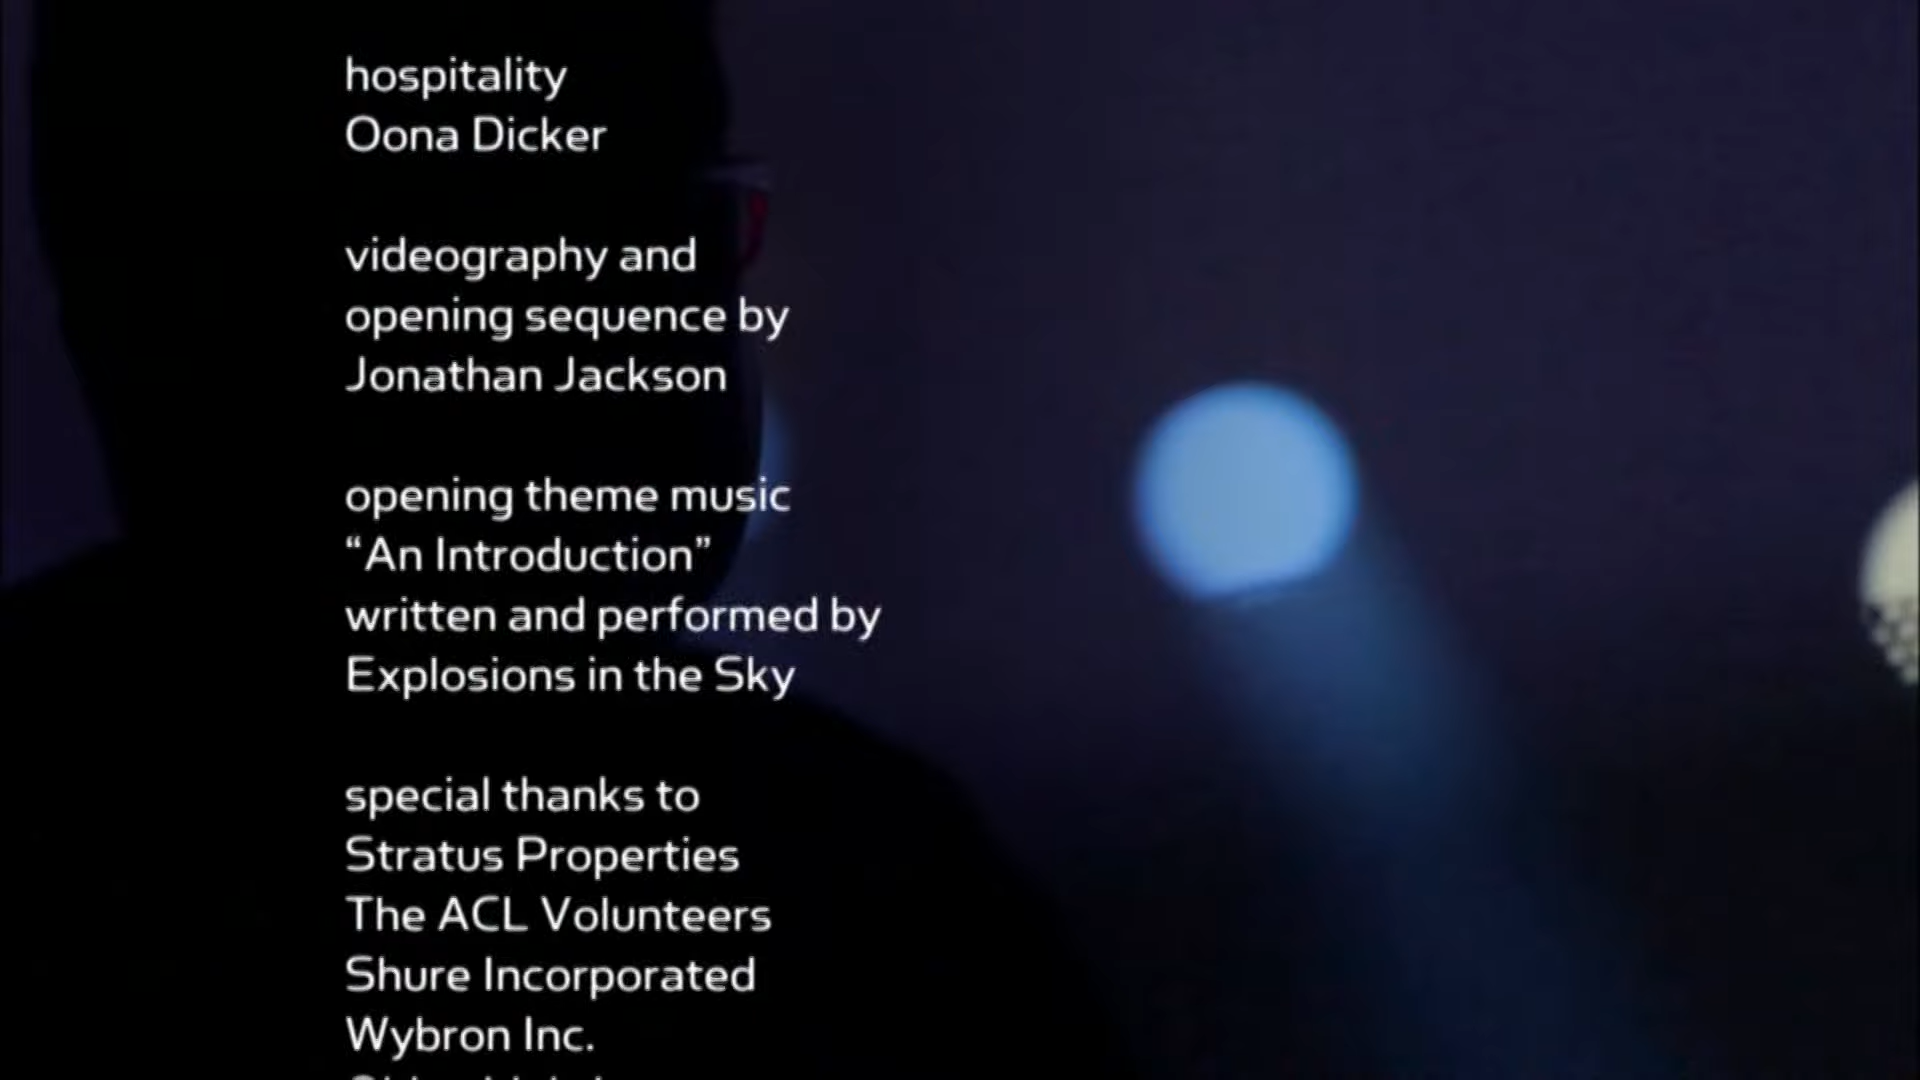 hospitality
Oona Dicker
videography and
opening sequence by
Jonathan Jackson
opening theme music
“An Introduction”
written and performed by
Explosions in the Sky
special thanks to
Stratus Properties
The ACL Volunteers
Shure Incorporated
Wybron Inc.